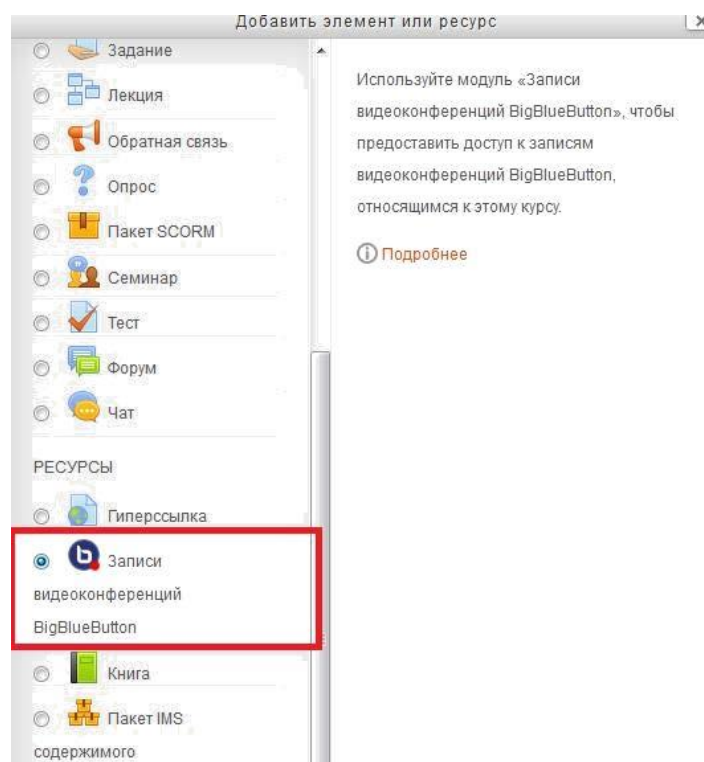 Добавить элемент или ресурс
Задание
Лекция
Обратная связь
Опрос
Пакет SCORM
Семинар
Тест
Форум
Чат
РЕСУРСЫ
Гиперссылка
Записи
видеоконференций
BigBlueButton
Книга
Пакет IMS
содержимого
Используйте модуль «Записи
видеоконференций BigBlueButton», чтобы
предоставить доступ к записям
видеоконференций BigBlueButton,
относящимся к этому курсу.
Подробнее